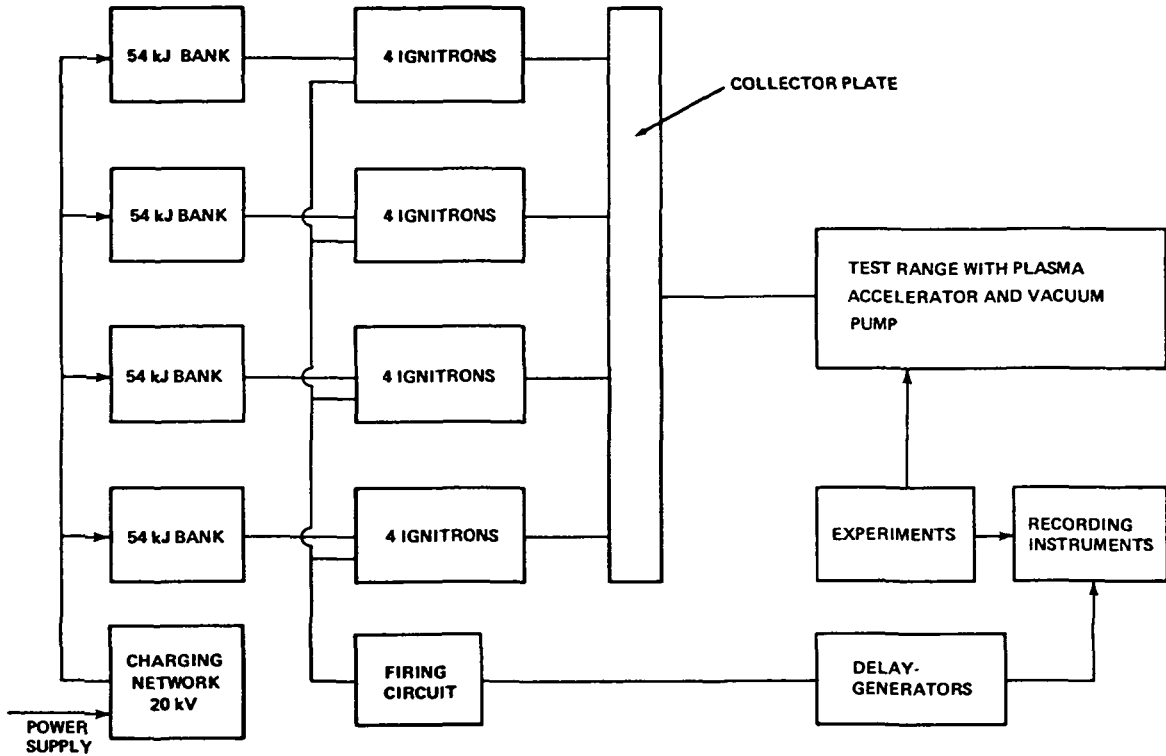 54 kJ BANK
4 IGNITRONS
COLLECTOR PLATE
54 kJ BANK
4 IGNITRONS
TEST RANGE WITH PLASMA
ACCELERATOR AND VACUUM
PUMP
54 kJ BANK
4 IGNITRONS
54 kJ BANK
4 IGNITRONS
EXPERIMENTS
RECORDING
INSTRUMENTS
CHARGING
NETWORK
20 kV
FIRING
CIRCUIT
DELAY-
GENERATORS
POWER
SUPPLY